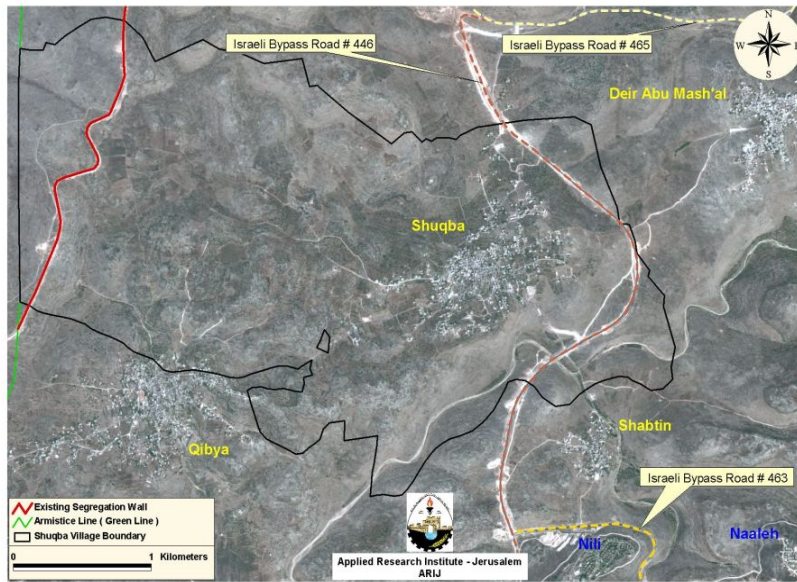 Israeli Bypass Road # 446
Israeli Bypass Road # 465
N
W
E
S
Deir Abu Mash'al
Shuqba
Qibya
Shabtin
Israeli Bypass Road # 463
Nili
Naaleh
Existing Segregation Wall
Armistice Line ( Green Line )
Shuqba Village Boundary
0 1 Kilometers
Applied Research Institute - Jerusalem
ARIJ